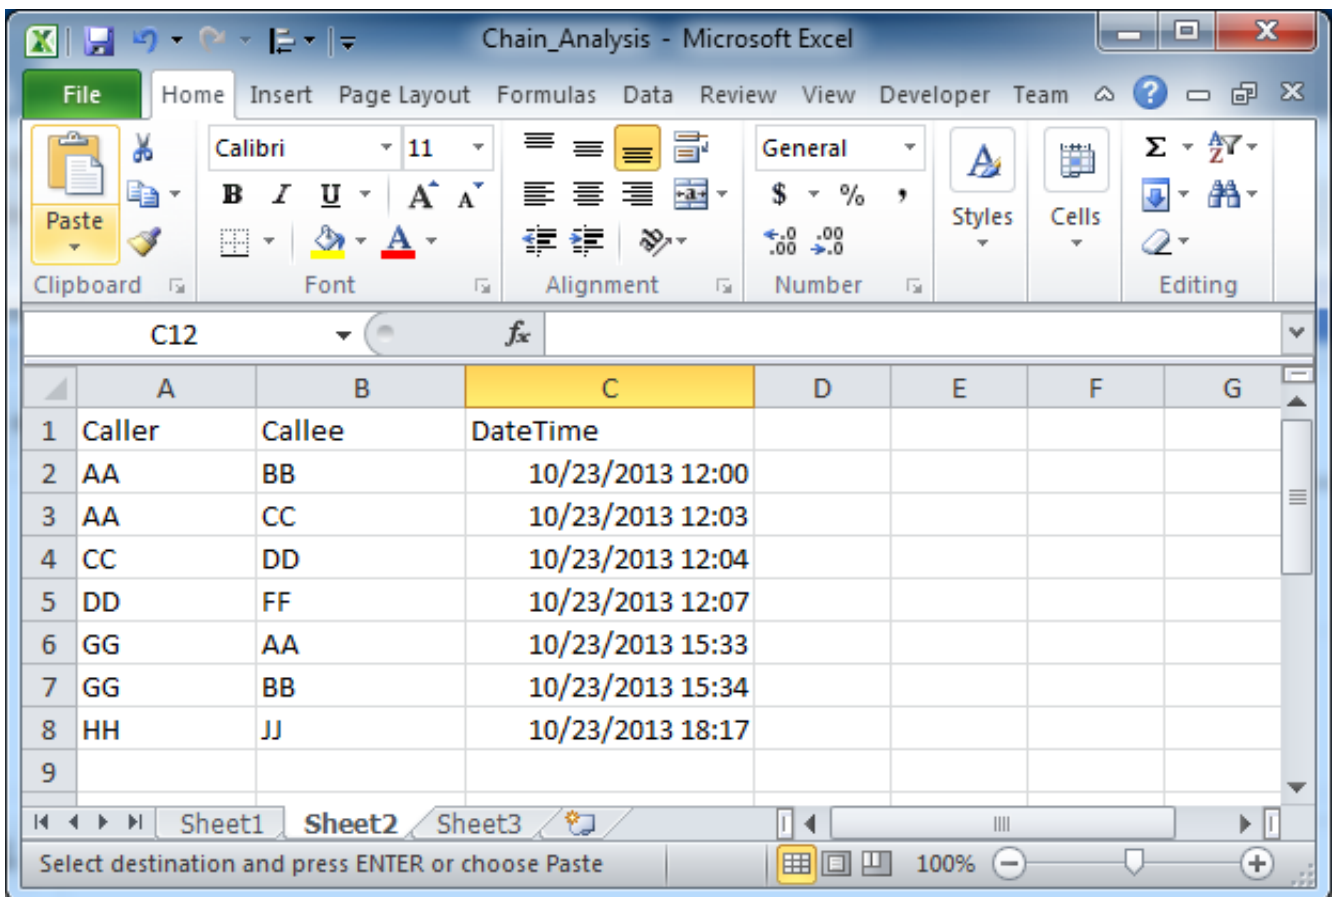 Chain_Analysis - Microsoft Excel
File Home Insert Page Layout Formulas Data Review View Developer Team
Calibri 11 General
B I U A A $ % ,
Paste Styles Cells
Clipboard Font Alignment Number Editing
C12 fx
A B C D E F G
1 Caller Callee DateTime
2 AA BB 10/23/2013 12:00
3 AA CC 10/23/2013 12:03
4 CC DD 10/23/2013 12:04
5 DD FF 10/23/2013 12:07
6 GG AA 10/23/2013 15:33
7 GG BB 10/23/2013 15:34
8 HH JJ 10/23/2013 18:17
9
Sheet1 Sheet2 Sheet3
Select destination and press ENTER or choose Paste 100%